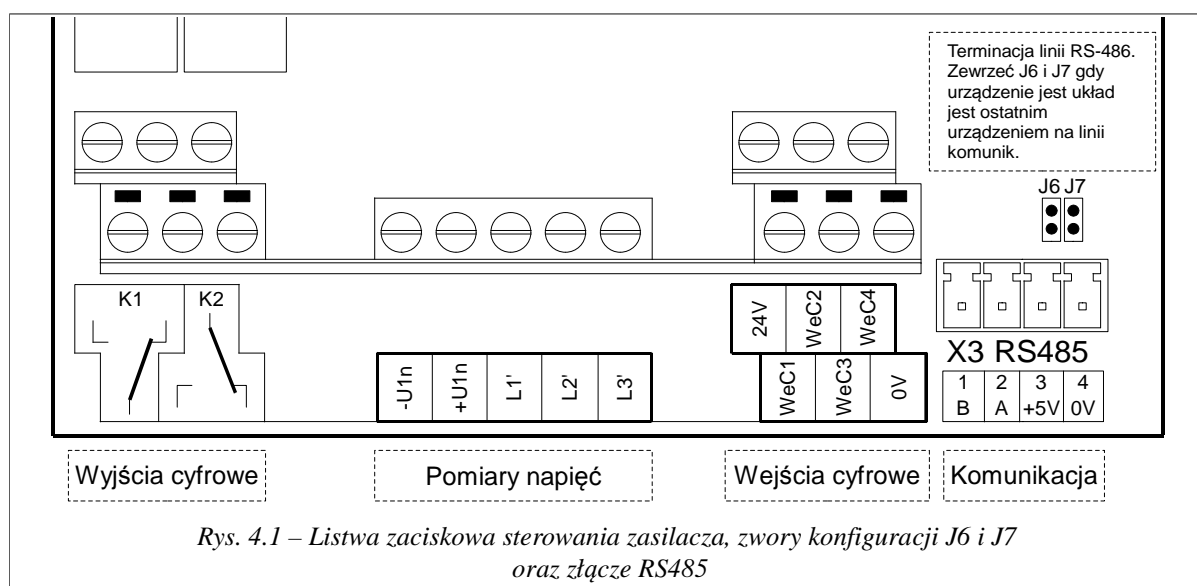 Terminacja linii RS-486.
Zewrzeć J6 i J7 gdy
urządzenie jest układ
jest ostatnim
urządzeniem na linii
komunik.
J6 J7
K1 K2
24V WeC2 WeC4
-U1n +U1n L1' L2' L3'
WeC1 WeC3 0V
X3 RS485
1 2 3 4
B A +5V 0V
Wyjścia cyfrowe Pomiary napięć Wejścia cyfrowe Komunikacja
Rys. 4.1 – Listwa zaciskowa sterowania zasilacza, zwory konfiguracji J6 i J7
oraz złącze RS485